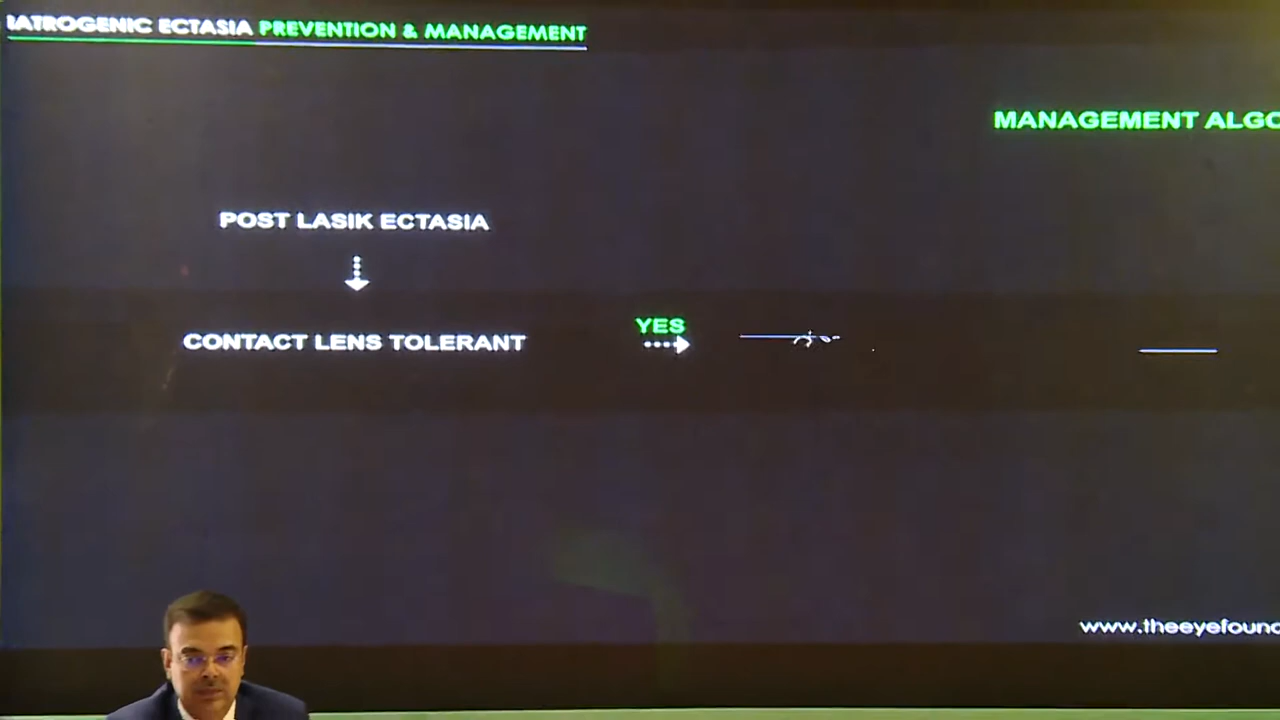 IATROGENIC ECTASIA PREVENTION & MANAGEMENT
MANAGEMENT ALGO
POST LASIK ECTASIA
YES
CONTACT LENS TOLERANT
www.theeyefound